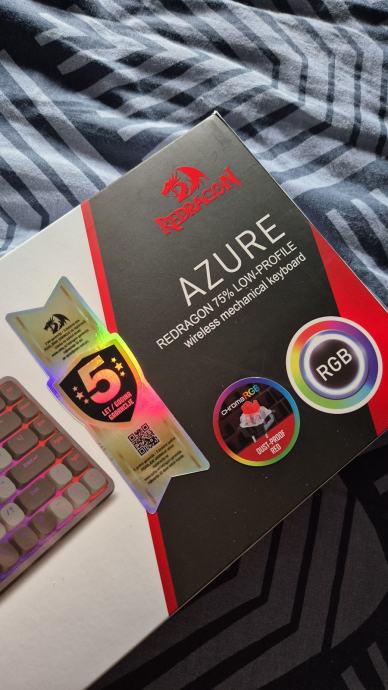 REDRAGON
AZURE
REDRAGON 75% LOW-PROFILE
wireless mechanical keyboard
RGB
ChromaRGB
DUST-PROOF
RED
5
LET / GODINA
GARANCIJE